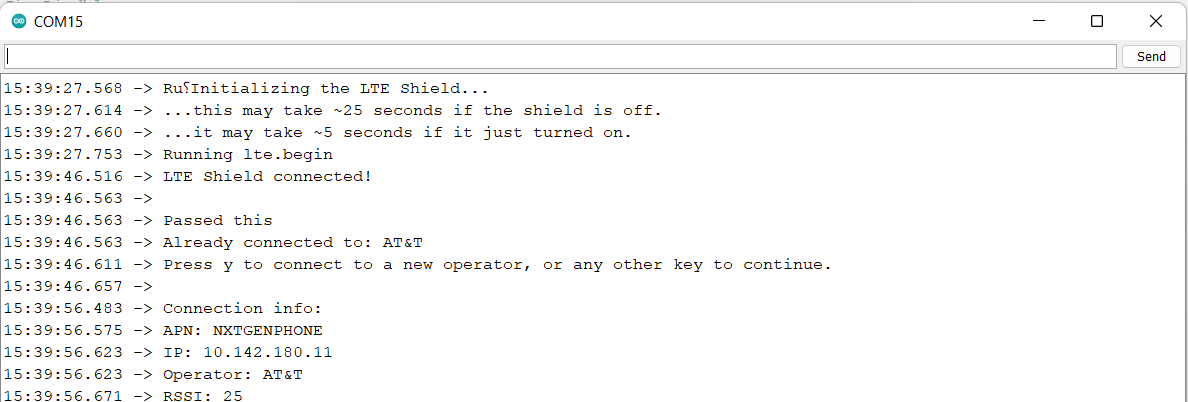 COM15
Send
15:39:27.568 -> Ru⸮Initializing the LTE Shield...
15:39:27.614 -> ...this may take ~25 seconds if the shield is off.
15:39:27.660 -> ...it may take ~5 seconds if it just turned on.
15:39:27.753 -> Running lte.begin
15:39:46.516 -> LTE Shield connected!
15:39:46.563 ->
15:39:46.563 -> Passed this
15:39:46.563 -> Already connected to: AT&T
15:39:46.611 -> Press y to connect to a new operator, or any other key to continue.
15:39:46.657 ->
15:39:56.483 -> Connection info:
15:39:56.575 -> APN: NXTGENPHONE
15:39:56.623 -> IP: 10.142.180.11
15:39:56.623 -> Operator: AT&T
15:39:56.671 -> RSSI: 25